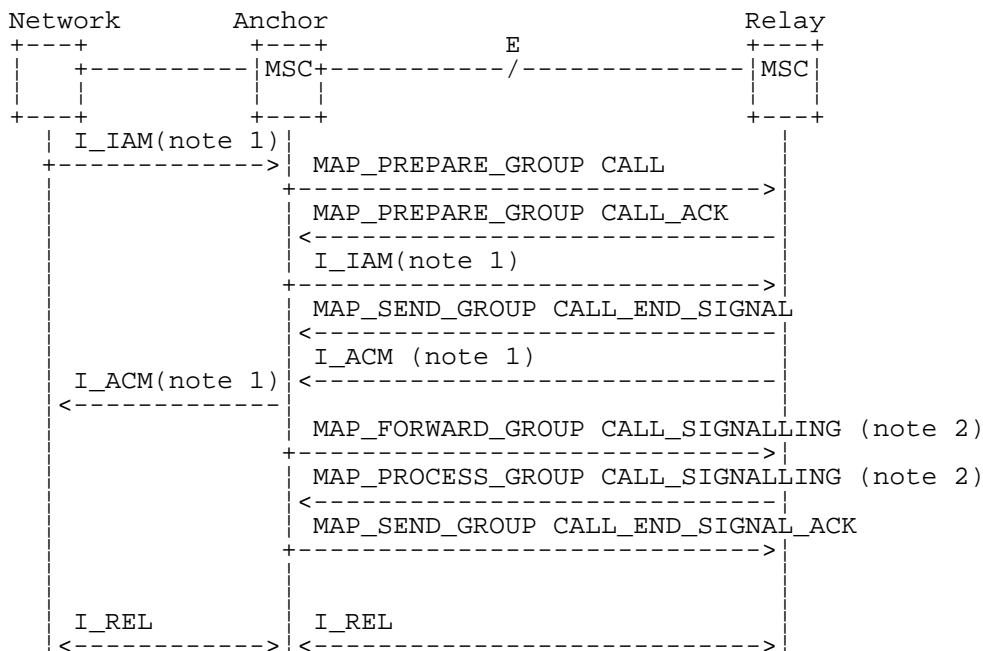 Network Anchor Relay
E
MSC MSC
I_IAM(note 1)
MAP_PREPARE_GROUP CALL
MAP_PREPARE_GROUP CALL_ACK
I_IAM(note 1)
MAP_SEND_GROUP CALL_END_SIGNAL
I_ACM (note 1)
I_ACM(note 1)
MAP_FORWARD_GROUP CALL_SIGNALLING (note 2)
MAP_PROCESS_GROUP CALL_SIGNALLING (note 2)
MAP_SEND_GROUP CALL_END_SIGNAL_ACK
I_REL I_REL